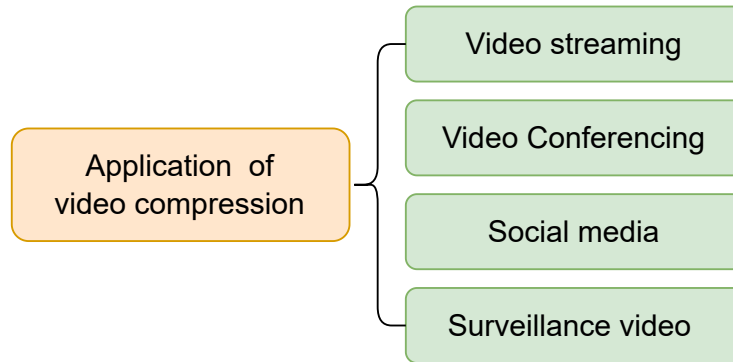 Application of
video compression
Video streaming
Video Conferencing
Social media
Surveillance video